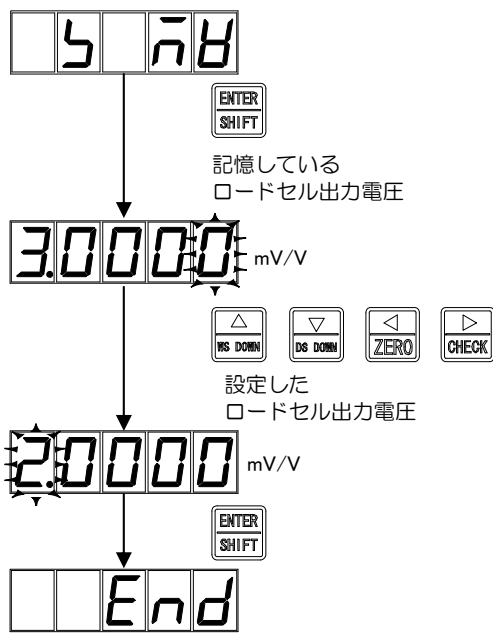 ENTER
SHIFT
記憶している
ロードセル出力電圧
3.0000 mV/V
WS DOWN DS DOWN ZERO CHECK
設定した
ロードセル出力電圧
2.0000 mV/V
ENTER
SHIFT
End